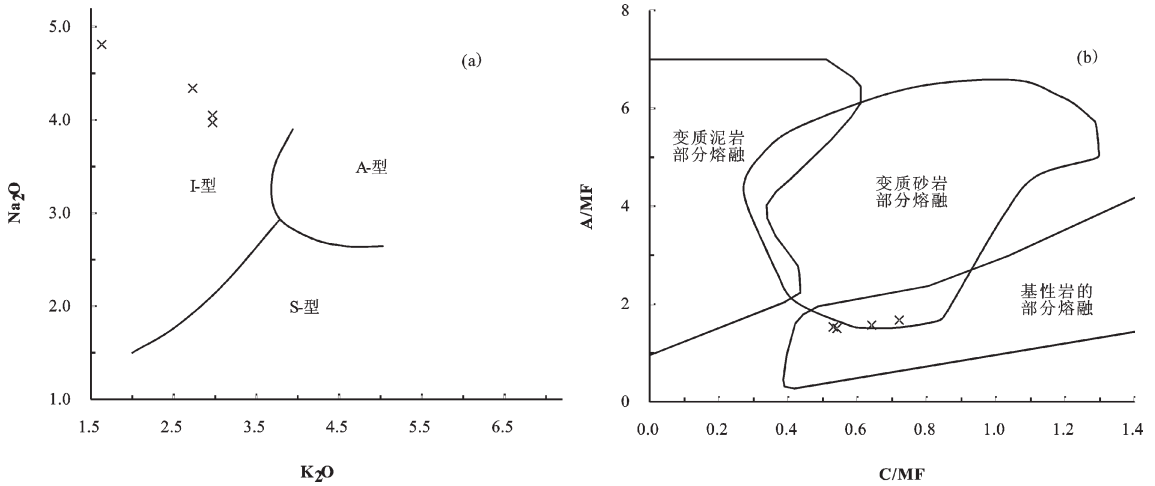 (a)
Na2O
5.0
4.0
3.0
2.0
1.0
A-型
I-型
S-型
1.5
2.5
3.5
4.5
5.5
6.5
K2O
(b)
A/MF
8
6
4
2
0
变质泥岩
部分熔融
变质砂岩
部分熔融
基性岩的
部分熔融
0.0
0.2
0.4
0.6
0.8
1.0
1.2
1.4
C/MF